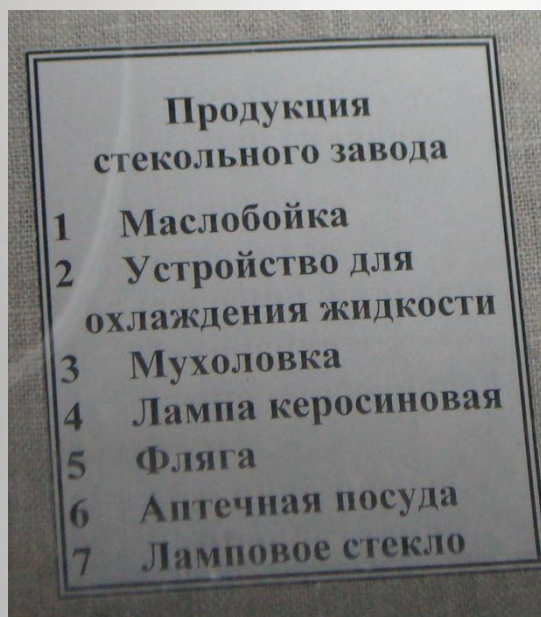 Продукция
стекольного завода
1 Маслобойка
2 Устройство для
охлаждения жидкости
3 Мухоловка
4 Лампа керосиновая
5 Фляга
6 Аптечная посуда
7 Ламповое стекло